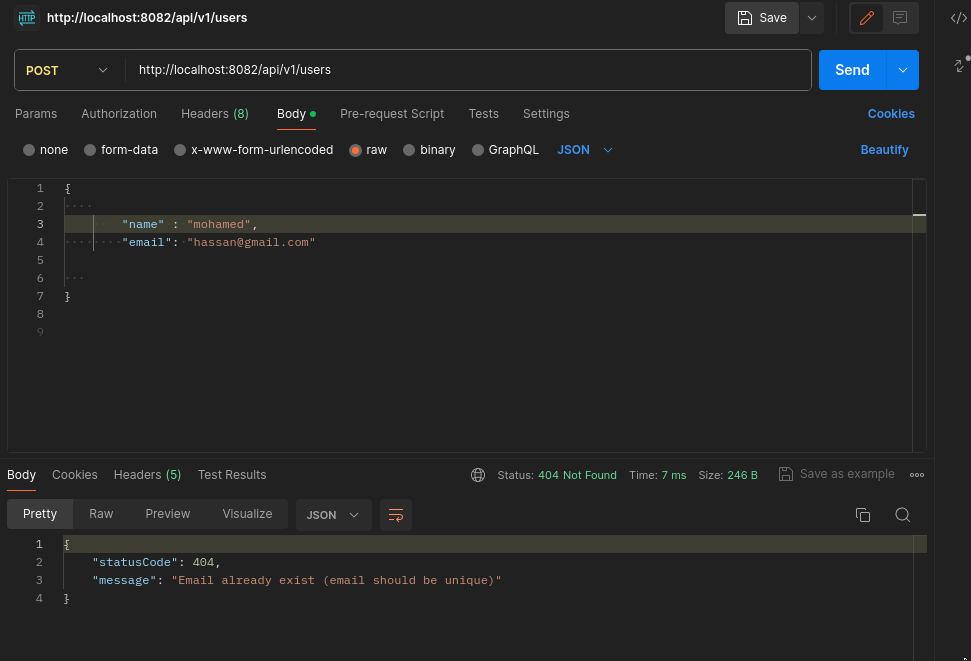 HTTP http://localhost:8082/api/v1/users Save
POST http://localhost:8082/api/v1/users Send
Params Authorization Headers (8) Body Pre-request Script Tests Settings Cookies
none form-data x-www-form-urlencoded raw binary GraphQL JSON Beautify
1 {
2
3 "name" : "mohamed",
4 "email": "hassan@gmail.com"
5
6
7 }
8
9
Body Cookies Headers (5) Test Results Status: 404 Not Found Time: 7 ms Size: 246 B Save as example
Pretty Raw Preview Visualize JSON
1 {
2 "statusCode": 404,
3 "message": "Email already exist (email should be unique)"
4 }